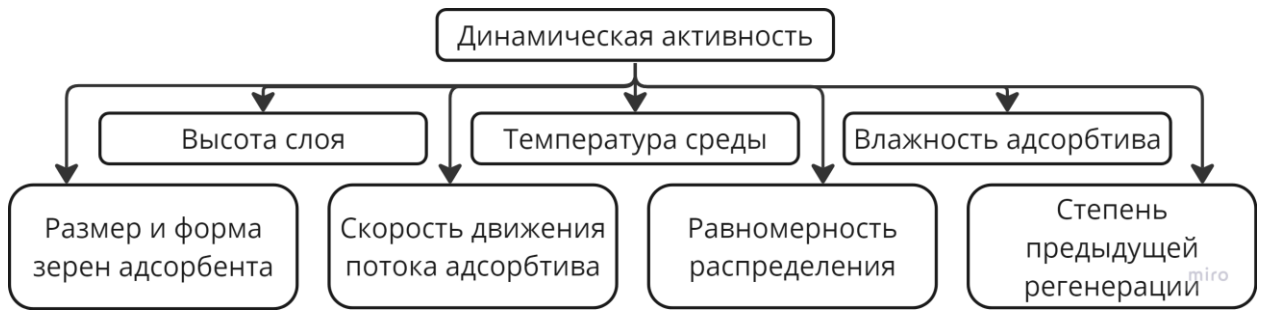 Динамическая активность
Высота слоя
Температура среды
Влажность адсорбтива
Размер и форма
зерен адсорбента
Скорость движения
потока адсорбтива
Равномерность
распределения
Степень
предыдущей
регенерации
miro